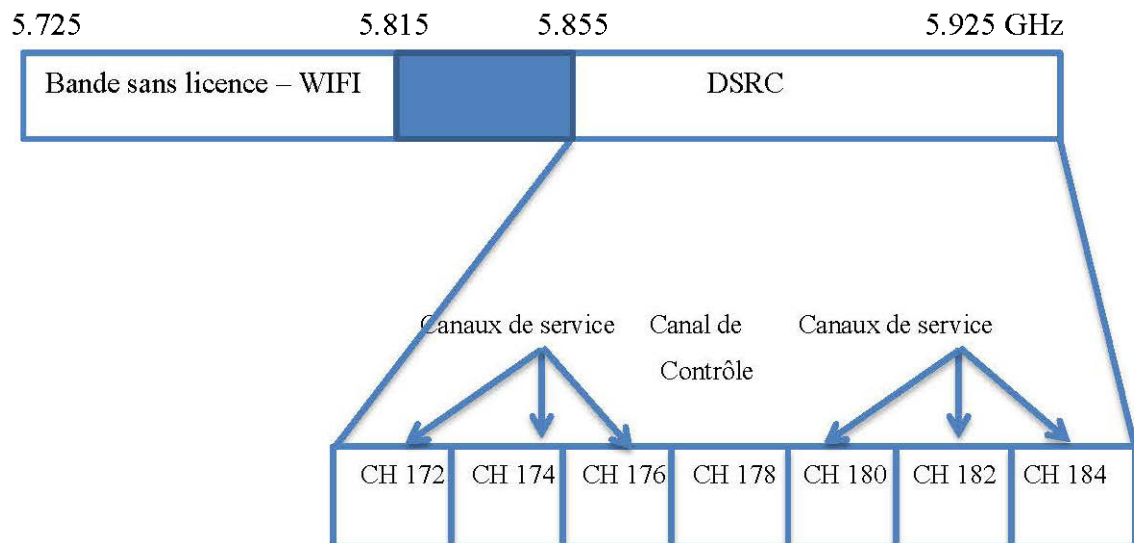 5.725 5.815 5.855 5.925 GHz
Bande sans licence – WIFI DSRC
Canaux de service Canal de Contrôle Canaux de service
CH 172 CH 174 CH 176 CH 178 CH 180 CH 182 CH 184